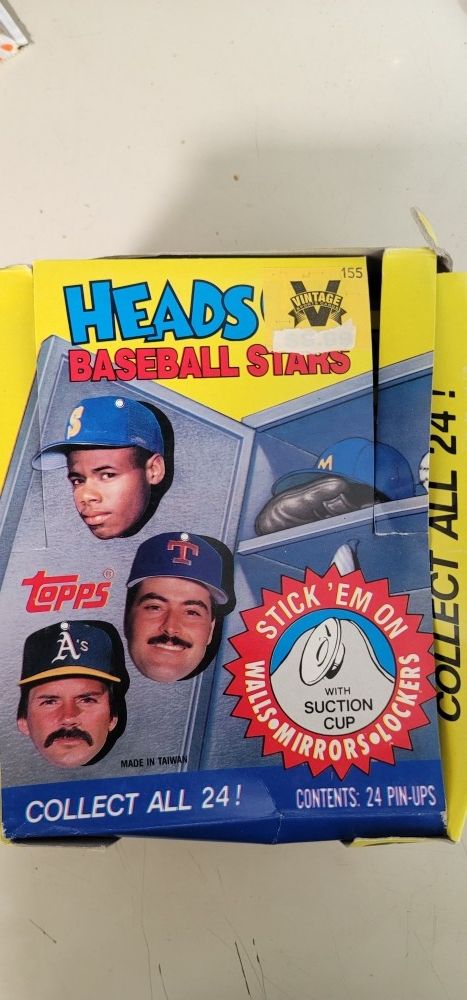 155
HEADS
VINTAGE
BASEBALL STARS
S
M
T
TOPPS®
A's
STICK 'EM ON
WALLS•MIRRORS•LOCKERS
WITH
SUCTION
CUP
MADE IN TAIWAN
COLLECT ALL 24!
CONTENTS: 24 PIN-UPS
COLLECT ALL 24!